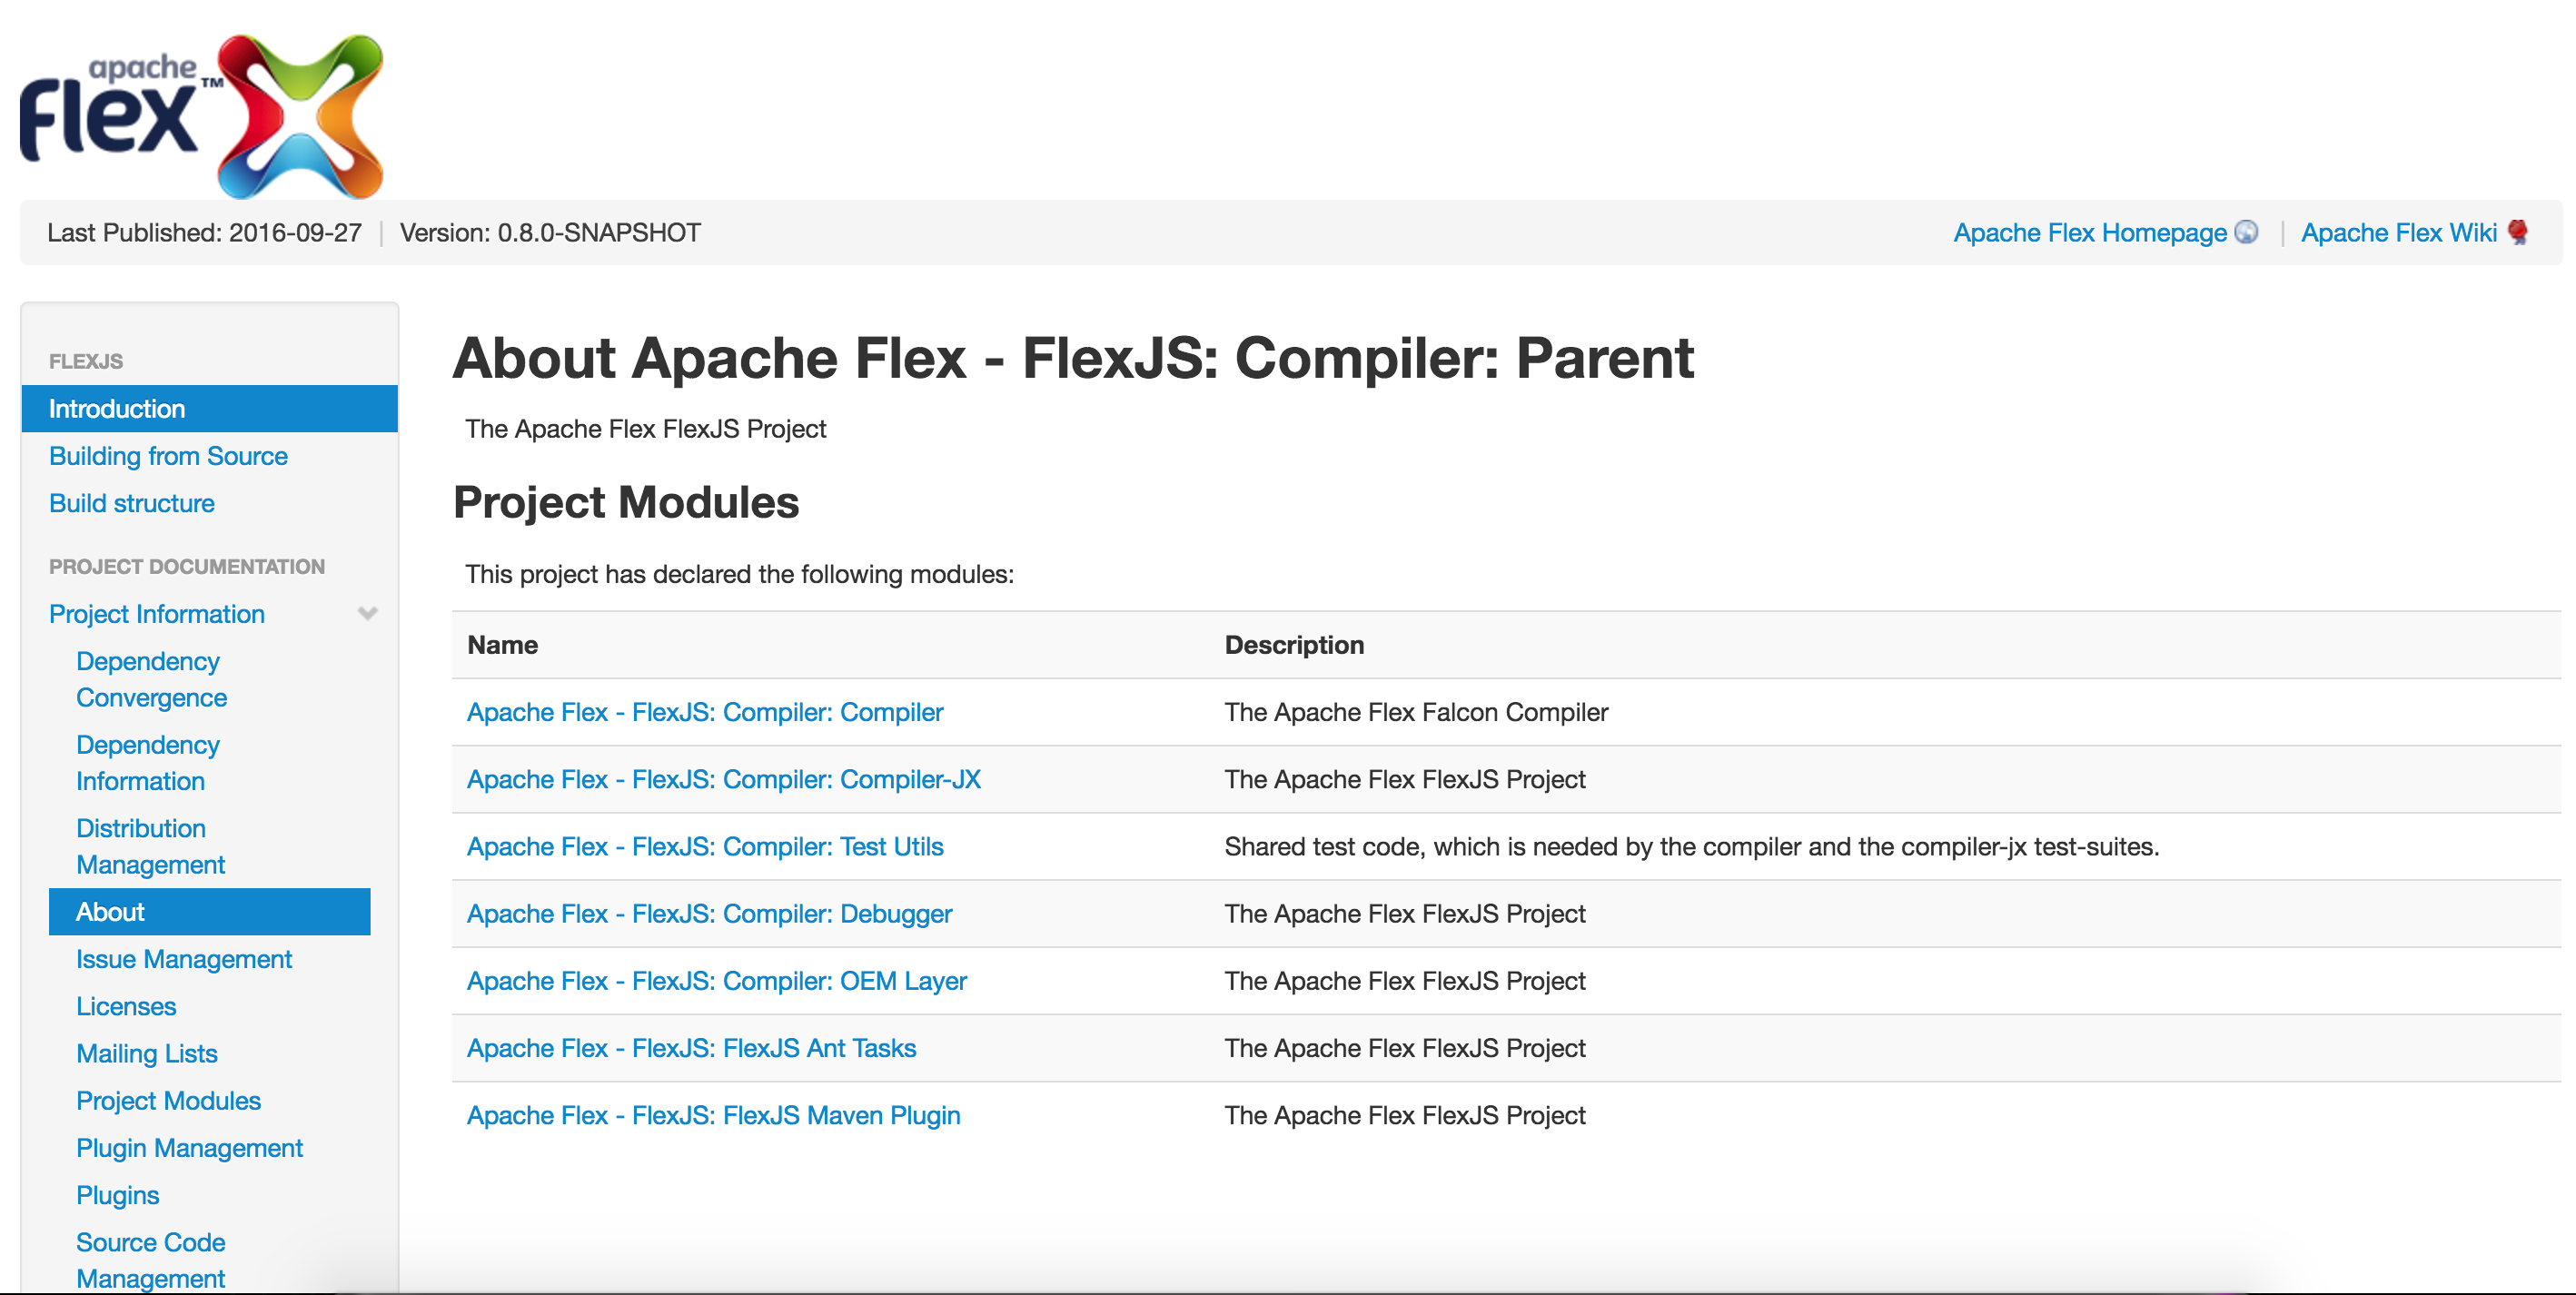 apache
flex™
Last Published: 2016-09-27 | Version: 0.8.0-SNAPSHOT
Apache Flex Homepage | Apache Flex Wiki
FLEXJS
Introduction
Building from Source
Build structure
PROJECT DOCUMENTATION
Project Information
Dependency
Convergence
Dependency
Information
Distribution
Management
About
Issue Management
Licenses
Mailing Lists
Project Modules
Plugin Management
Plugins
Source Code
Management
About Apache Flex - FlexJS: Compiler: Parent
The Apache Flex FlexJS Project
Project Modules
This project has declared the following modules:
Name Description
Apache Flex - FlexJS: Compiler: Compiler The Apache Flex Falcon Compiler
Apache Flex - FlexJS: Compiler: Compiler-JX The Apache Flex FlexJS Project
Apache Flex - FlexJS: Compiler: Test Utils Shared test code, which is needed by the compiler and the compiler-jx test-suites.
Apache Flex - FlexJS: Compiler: Debugger The Apache Flex FlexJS Project
Apache Flex - FlexJS: Compiler: OEM Layer The Apache Flex FlexJS Project
Apache Flex - FlexJS: FlexJS Ant Tasks The Apache Flex FlexJS Project
Apache Flex - FlexJS: FlexJS Maven Plugin The Apache Flex FlexJS Project